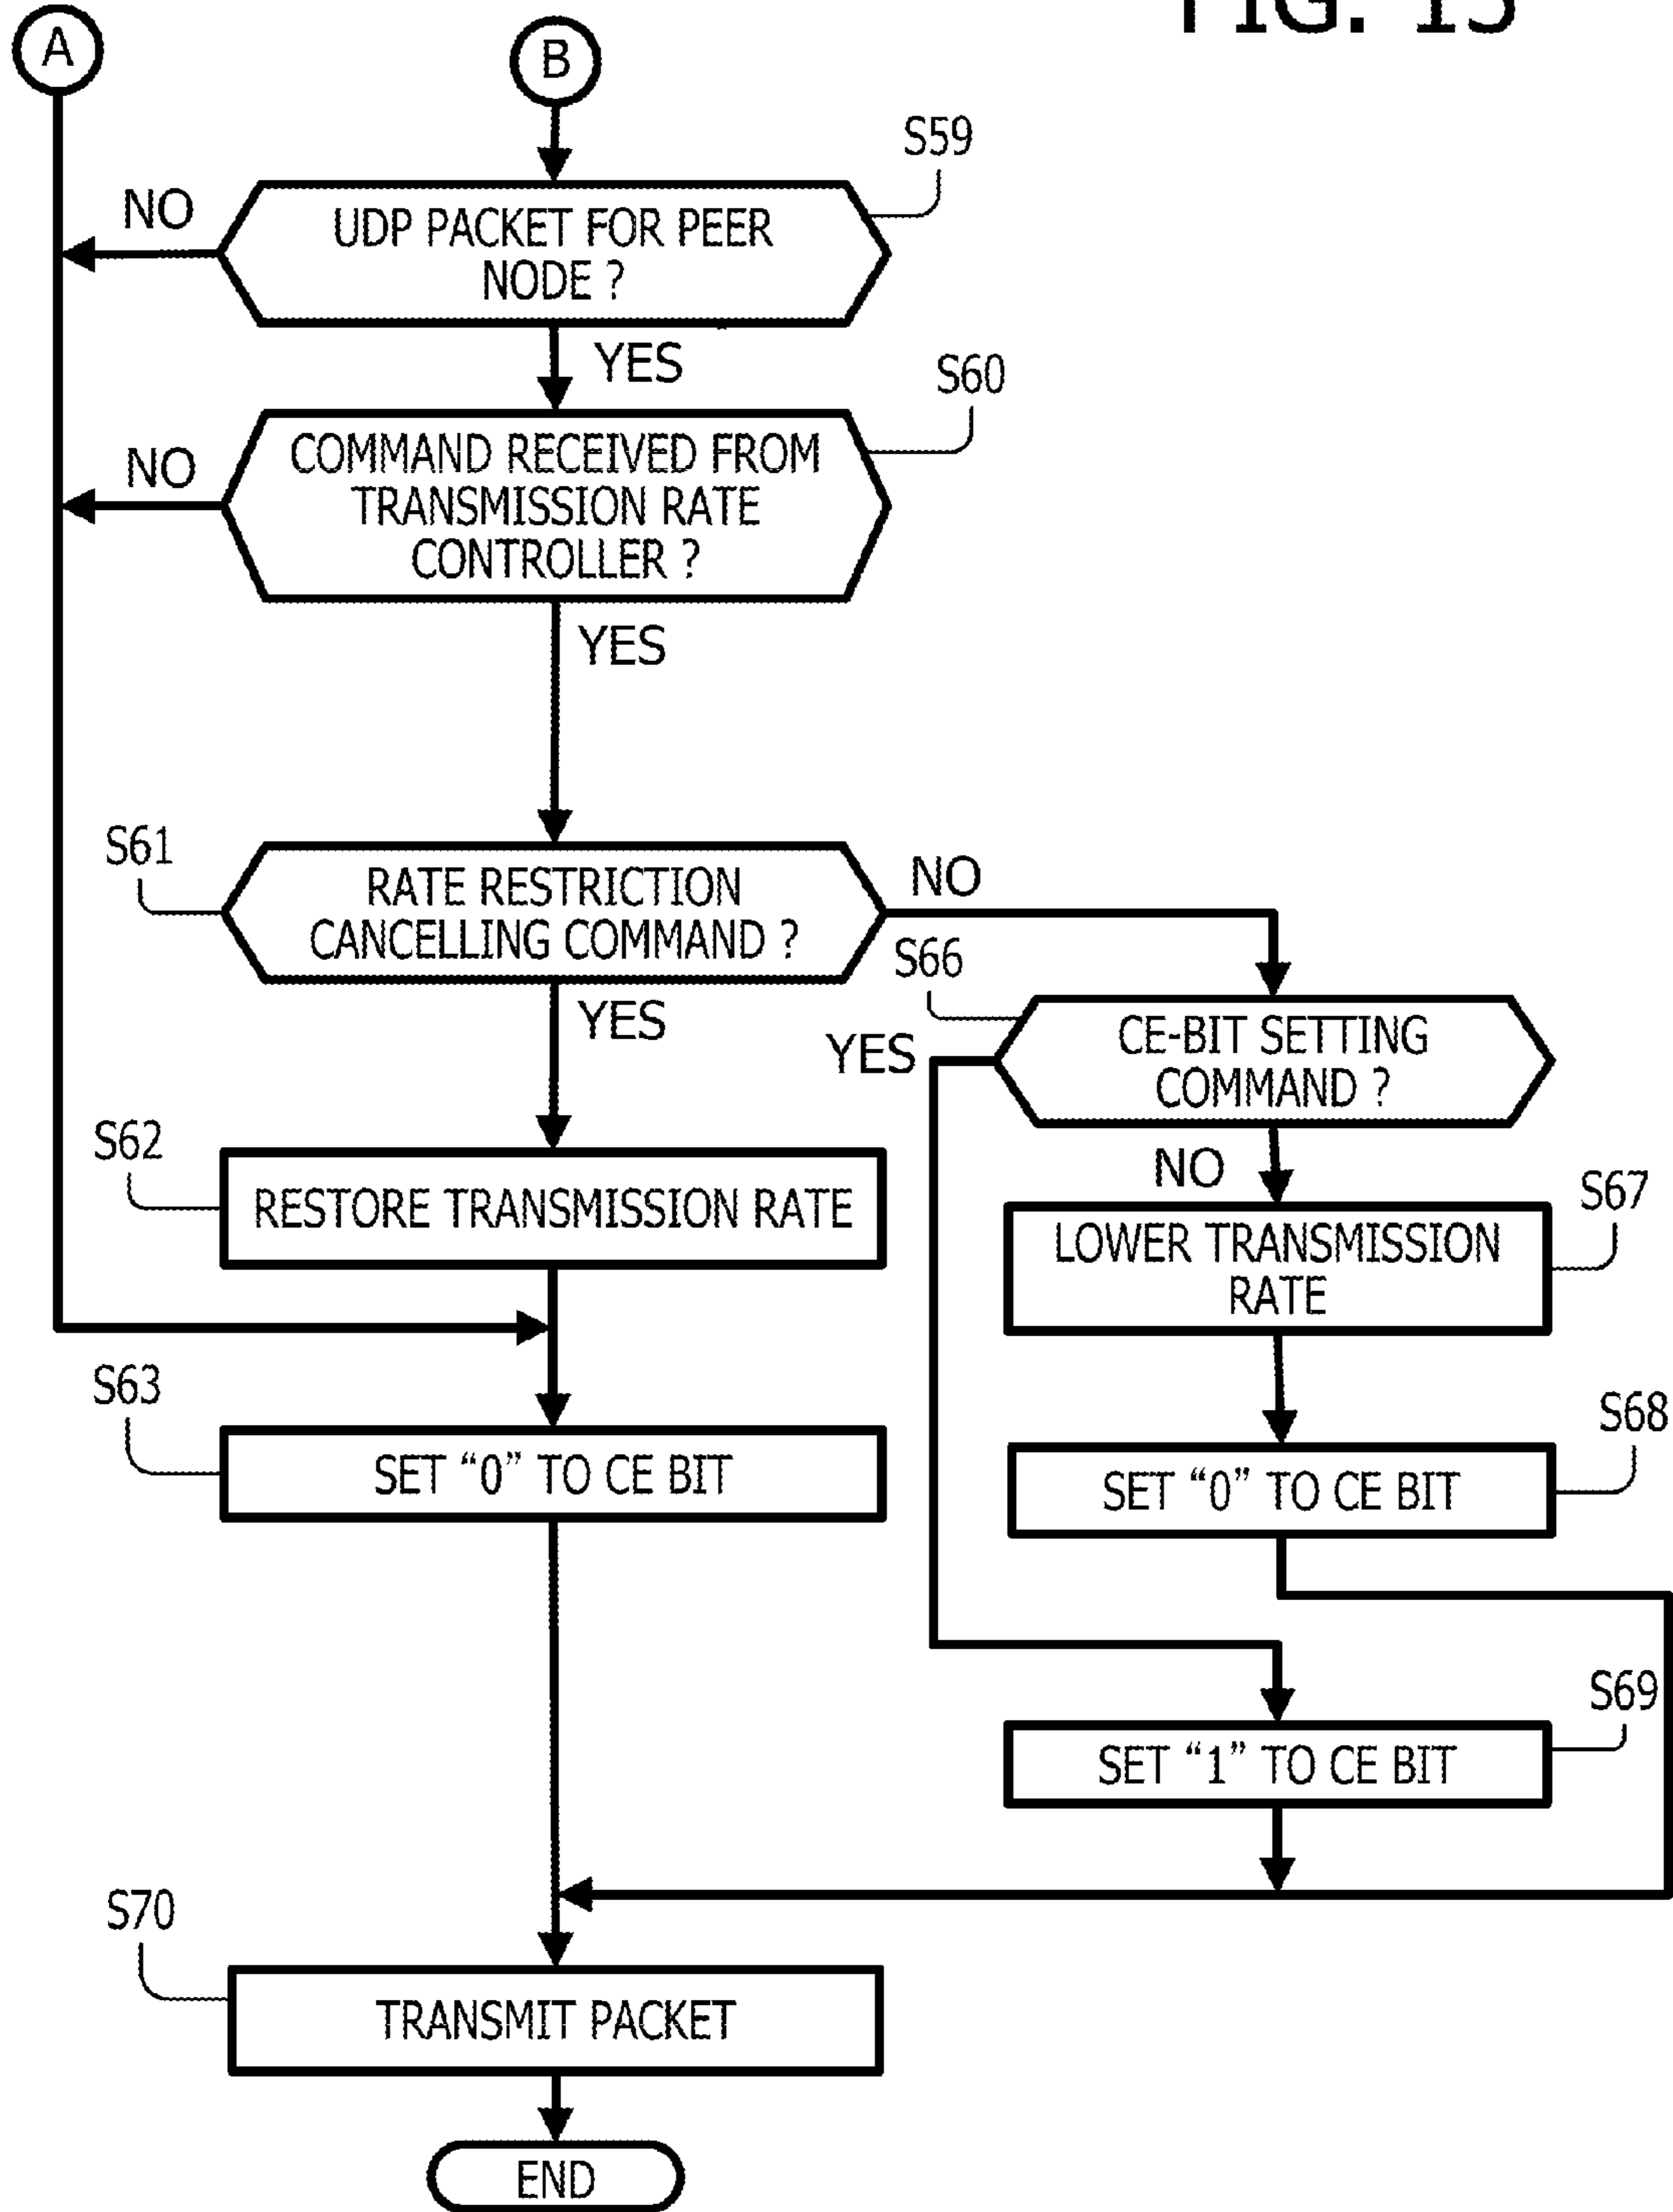 FIG. 15
A
B
S59
NO
UDP PACKET FOR PEER
NODE ?
YES
S60
NO
COMMAND RECEIVED FROM
TRANSMISSION RATE
CONTROLLER ?
YES
S61
RATE RESTRICTION
CANCELLING COMMAND ?
NO
YES
S66
YES
CE-BIT SETTING
COMMAND ?
NO
S62
RESTORE TRANSMISSION RATE
S67
LOWER TRANSMISSION
RATE
S63
SET “0” TO CE BIT
S68
SET “0” TO CE BIT
S69
SET “1” TO CE BIT
S70
TRANSMIT PACKET
END